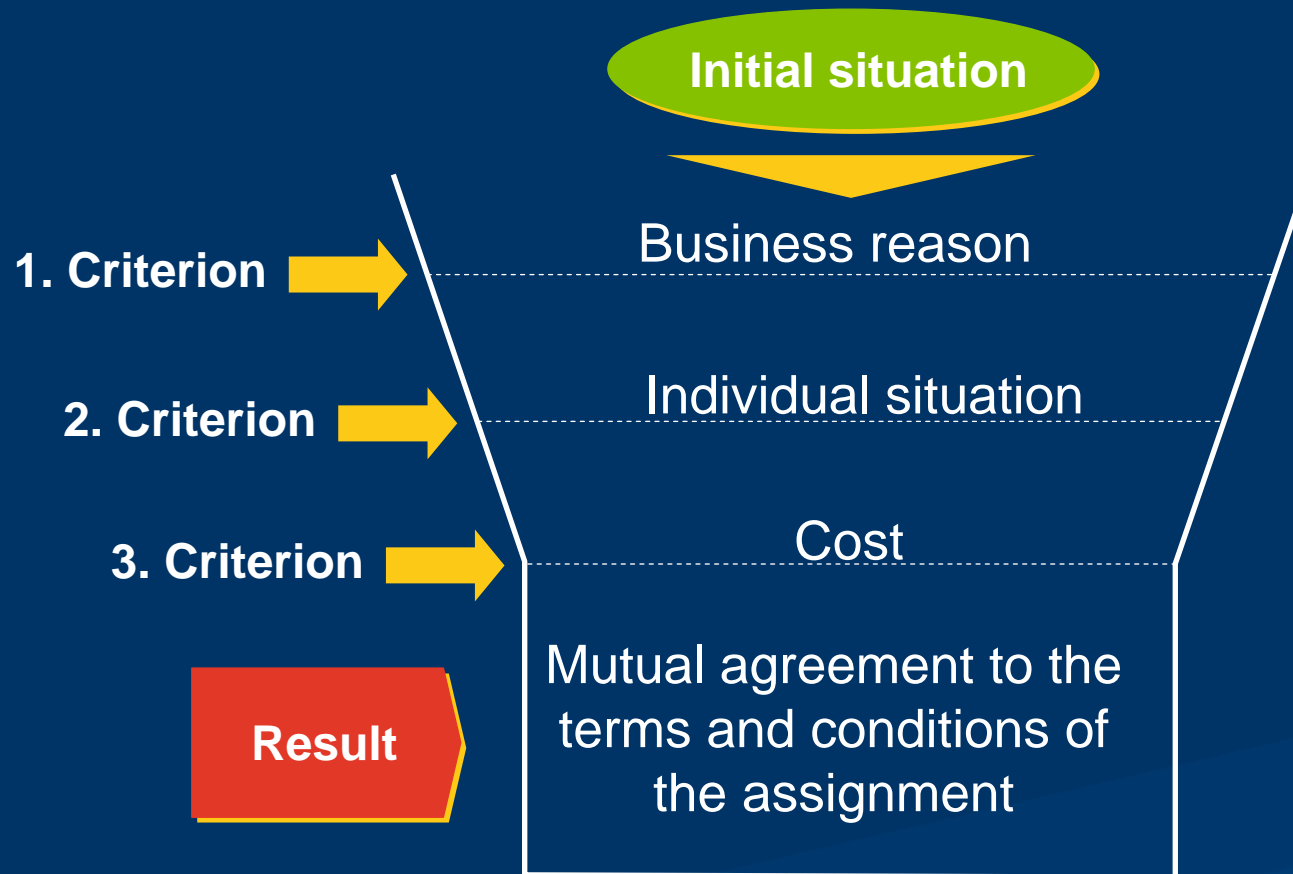 Initial situation
1. Criterion
Business reason
2. Criterion
Individual situation
3. Criterion
Cost
Result
Mutual agreement to the
terms and conditions of
the assignment